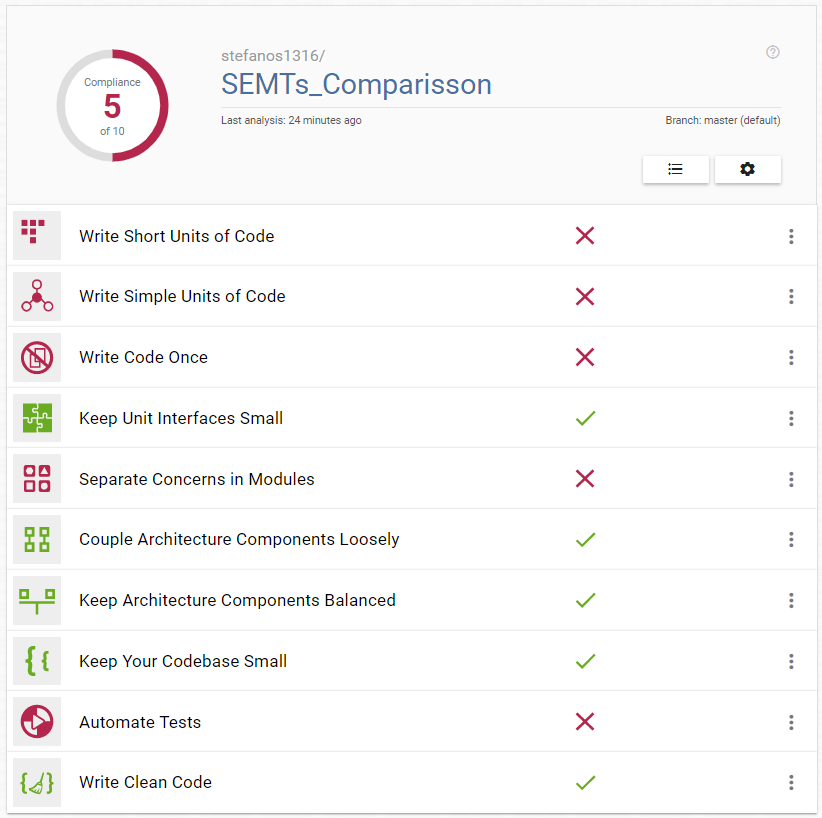 Compliance
5
of 10
stefanos1316/
SEMTs_Comparisson
Last analysis: 24 minutes ago
Branch: master (default)
Write Short Units of Code
Write Simple Units of Code
Write Code Once
Keep Unit Interfaces Small
Separate Concerns in Modules
Couple Architecture Components Loosely
Keep Architecture Components Balanced
Keep Your Codebase Small
Automate Tests
Write Clean Code